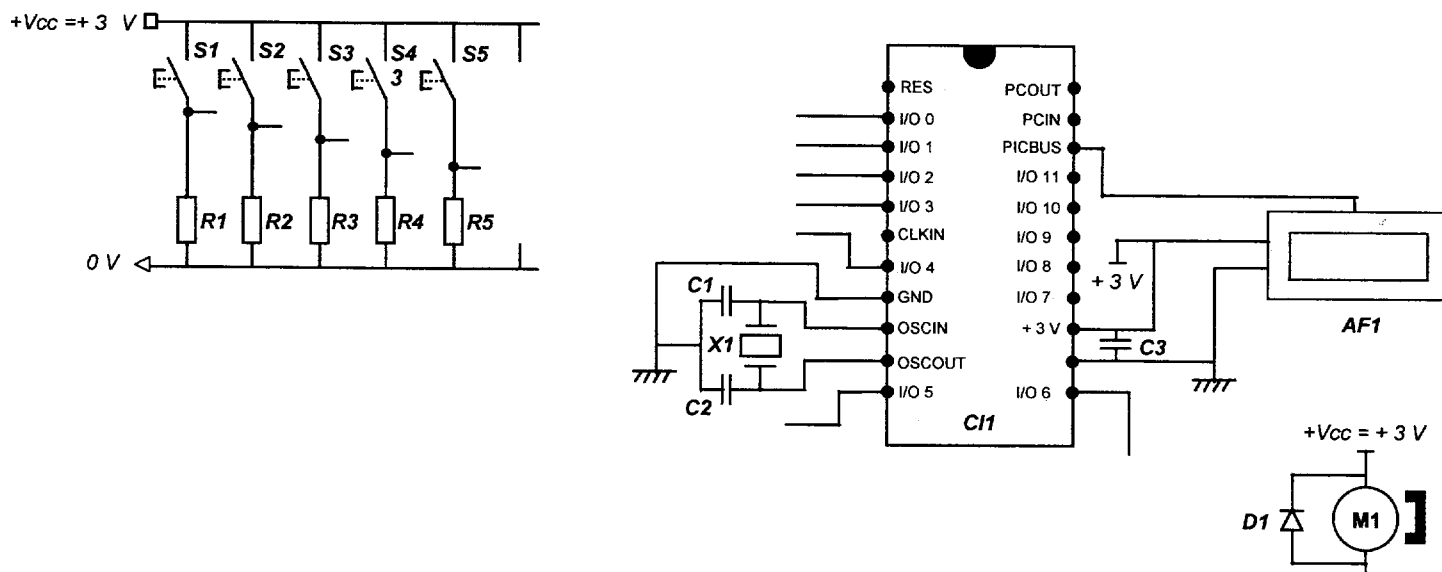 +Vcc =+ 3 V
S1 S2 S3 S4 S5
3
R1 R2 R3 R4 R5
0 V
RES PCOUT
I/O 0 PCIN
I/O 1 PICBUS
I/O 2 I/O 11
I/O 3 I/O 10
CLKIN I/O 9
I/O 4 I/O 8
GND I/O 7
OSCIN + 3 V
OSCOUT
I/O 5 I/O 6
CI1
C1
X1
C2
+ 3 V
C3
AF1
+Vcc = + 3 V
D1 M1